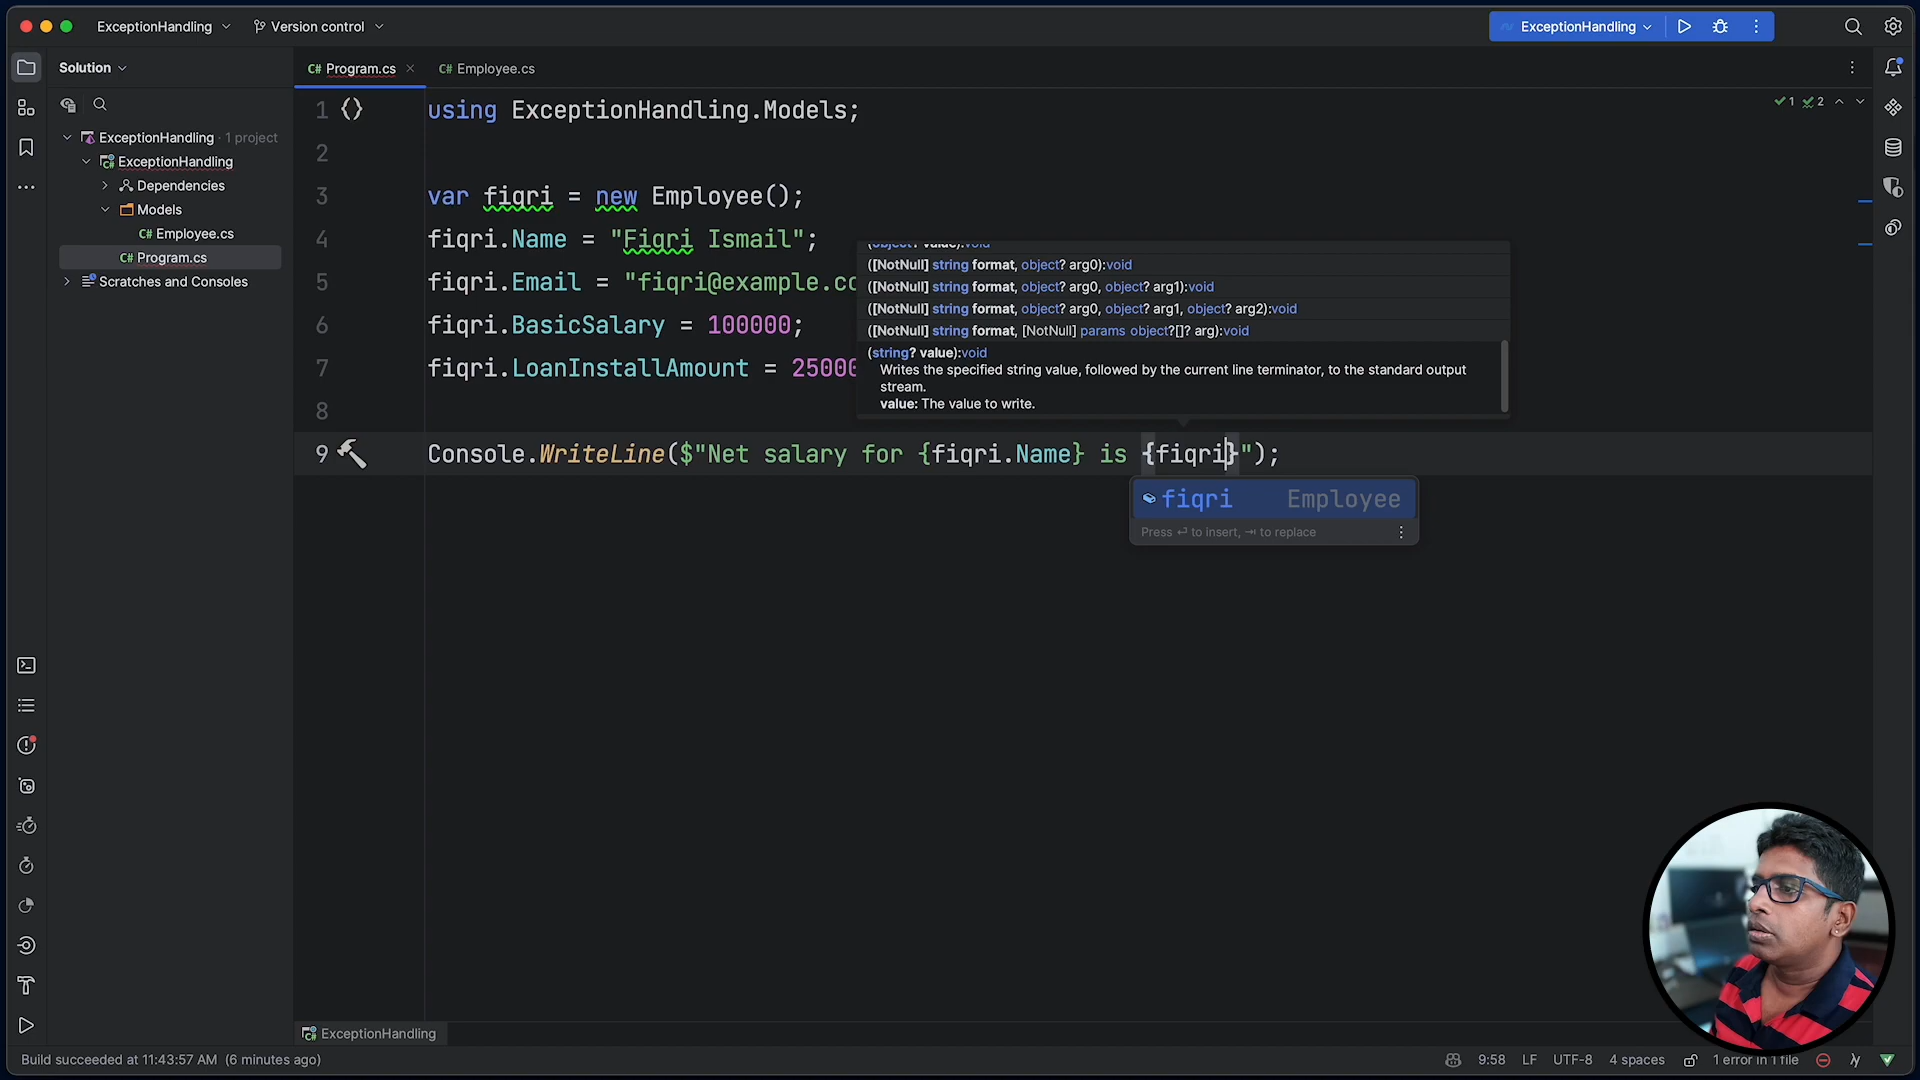 ExceptionHandling
Version control
ExceptionHandling
Solution
C# Program.cs
C# Employee.cs
ExceptionHandling · 1 project
ExceptionHandling
Dependencies
Models
C# Employee.cs
C# Program.cs
Scratches and Consoles
1 2
1 using ExceptionHandling.Models;
2
3 var fiqri = new Employee();
4 fiqri.Name = "Fiqri Ismail";
5 fiqri.Email = "fiqri@example.co
6 fiqri.BasicSalary = 100000;
7 fiqri.LoanInstallAmount = 25000
8
(object? value):void
([NotNull] string format, object? arg0):void
([NotNull] string format, object? arg0, object? arg1):void
([NotNull] string format, object? arg0, object? arg1, object? arg2):void
([NotNull] string format, [NotNull] params object?[]? arg):void
(string? value):void
Writes the specified string value, followed by the current line terminator, to the standard output
stream.
value: The value to write.
9 Console.WriteLine($"Net salary for {fiqri.Name} is {fiqri}");
fiqri Employee
Press ↩ to insert, ⇥ to replace
C# ExceptionHandling
Build succeeded at 11:43:57 AM (6 minutes ago)
9:58 LF UTF-8 4 spaces 1 error in 1 file